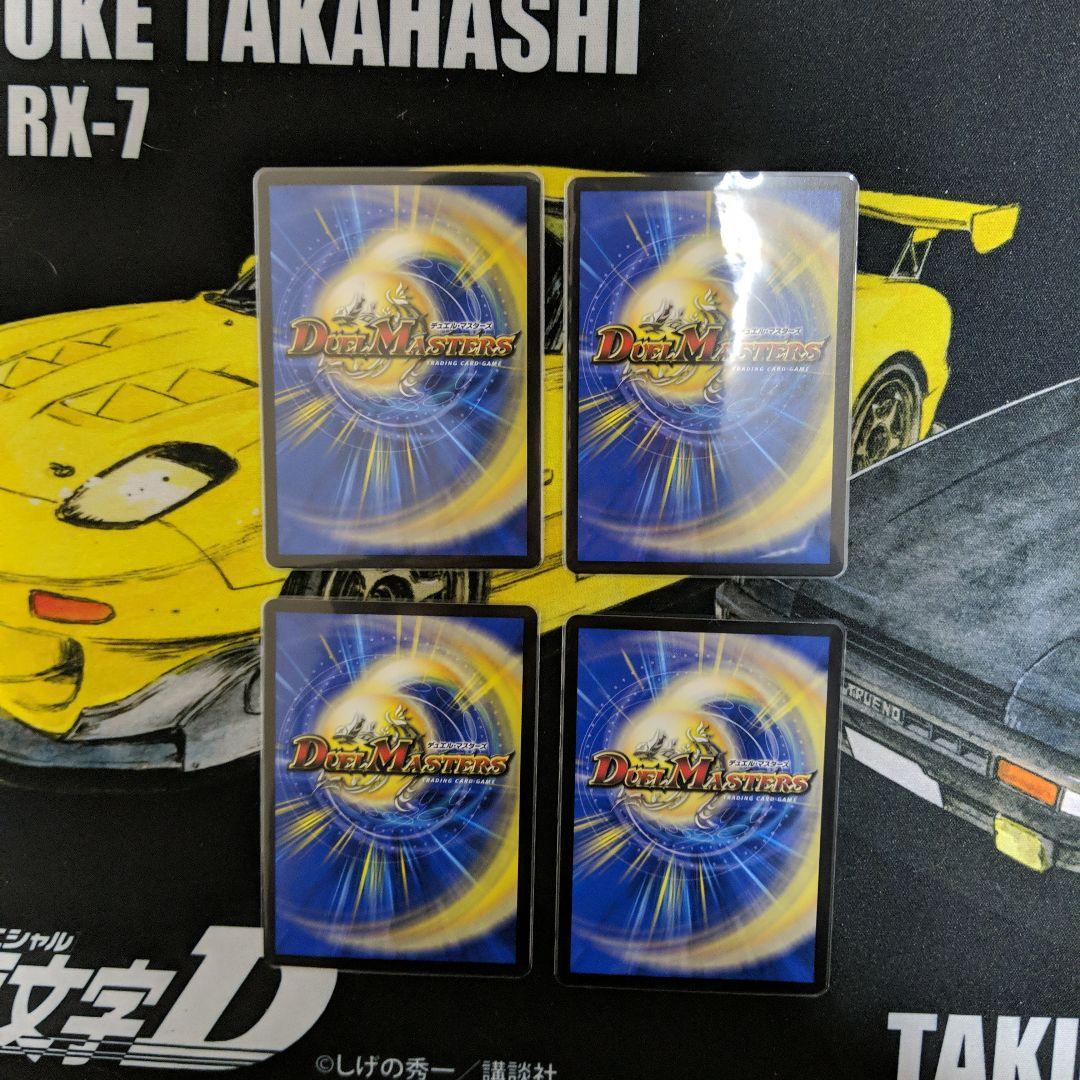 UKE TAKAHASHI
RX-7
デュエル・マスターズ
DUEL MASTERS
TRADING CARD GAME
デュエル・マスターズ
DUEL MASTERS
TRADING CARD GAME
TRUENO
デュエル・マスターズ
DUEL MASTERS
TRADING CARD GAME
デュエル・マスターズ
DUEL MASTERS
TRADING CARD GAME
ニシャル
文字D
©しげの秀一／講談社
TAKU